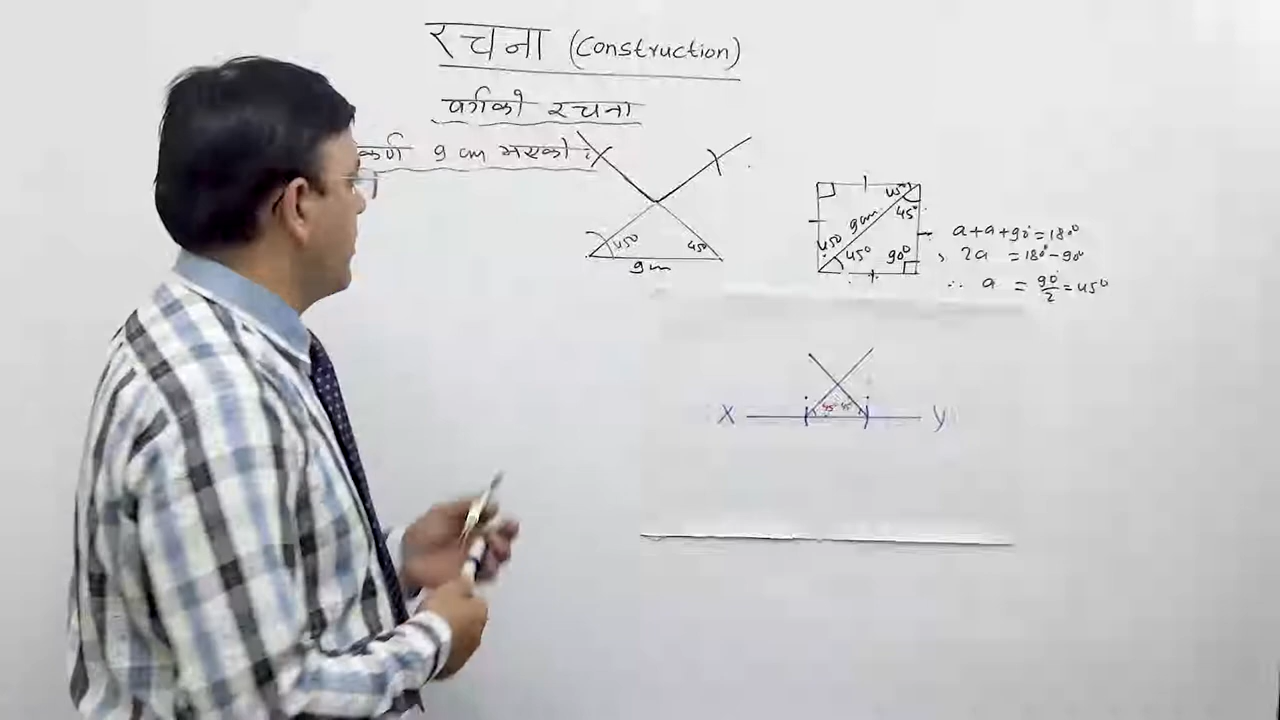 रचना (Construction)
वर्गको रचना
कर्ण 9 cm भएको :
45° 45°
9 cm
45° 45°
9 cm
45° 45° 90°
a+a+90°=180°
, 2a = 180°-90°
∴ a = 90°/2 = 45°
45° 45°
X Y